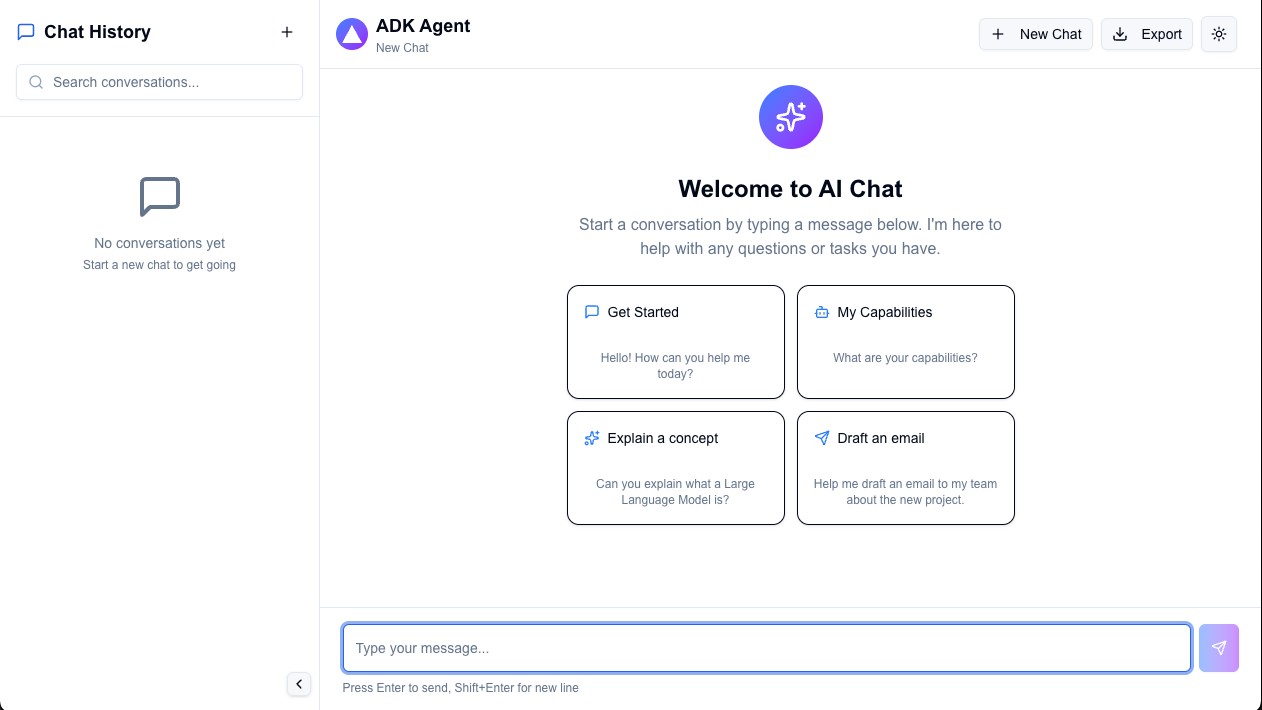 Chat History
Search conversations...
No conversations yet
Start a new chat to get going
ADK Agent
New Chat
New Chat
Export
Welcome to AI Chat
Start a conversation by typing a message below. I'm here to
help with any questions or tasks you have.
Get Started
Hello! How can you help me
today?
My Capabilities
What are your capabilities?
Explain a concept
Can you explain what a Large
Language Model is?
Draft an email
Help me draft an email to my team
about the new project.
Type your message...
Press Enter to send, Shift+Enter for new line